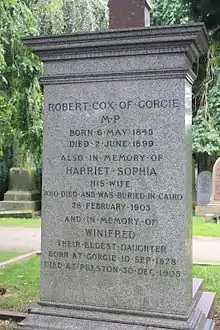 ROBERT·COX·OF·GORGIE
M·P
BORN 6 MAY 1845
DIED 2 JUNE 1899
ALSO·IN·MEMORY·OF
HARRIET·SOPHIA
HIS·WIFE
WHO·DIED·AND·WAS·BURIED·IN·CAIRO
28 FEBRUARY 1905
AND·IN·MEMORY·OF
WINIFRED
THEIR·ELDEST·DAUGHTER
BORN AT GORGIE 10 SEP 1878
DIED AT PRESTON 30 DEC 1905